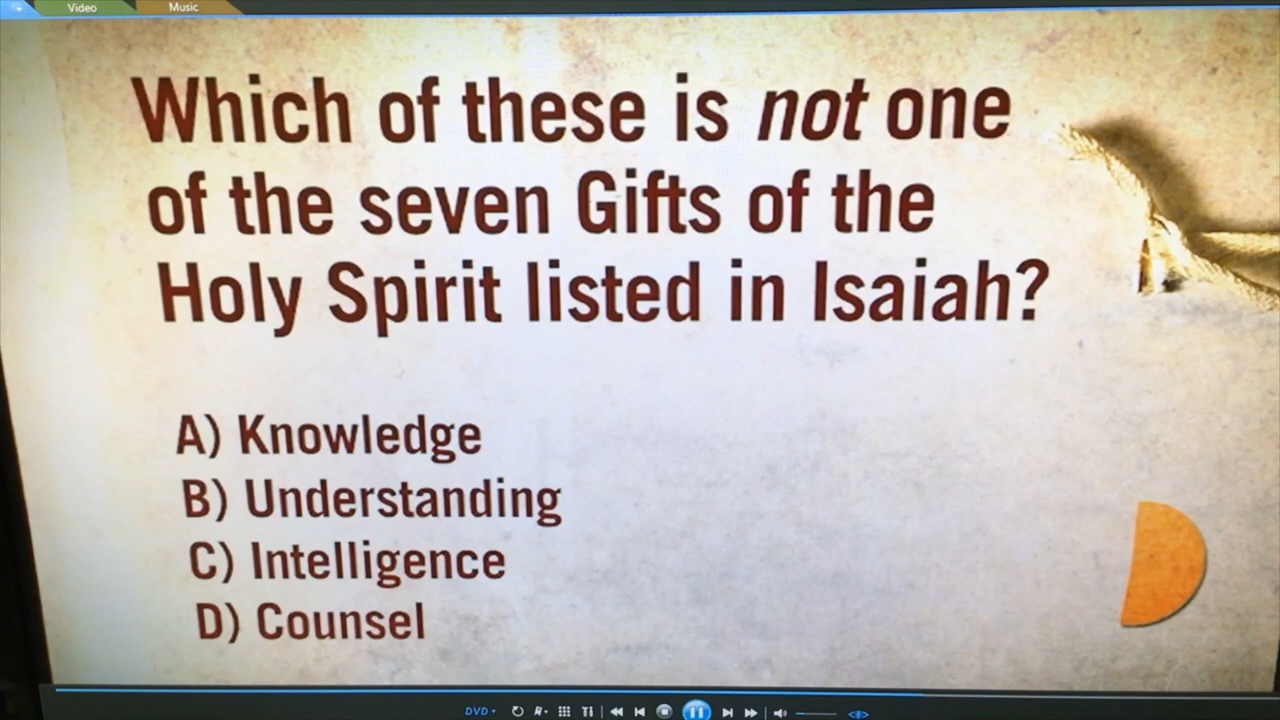 Video Music
Which of these is not one
of the seven Gifts of the
Holy Spirit listed in Isaiah?
A) Knowledge
B) Understanding
C) Intelligence
D) Counsel
DVD